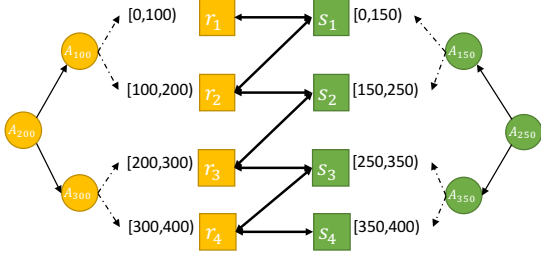 [0,100) r₁ s₁ [0,150)
A₁₀₀ A₁₅₀
[100,200) r₂ s₂ [150,250)
A₂₀₀ A₂₅₀
[200,300) r₃ s₃ [250,350)
A₃₀₀ A₃₅₀
[300,400) r₄ s₄ [350,400)